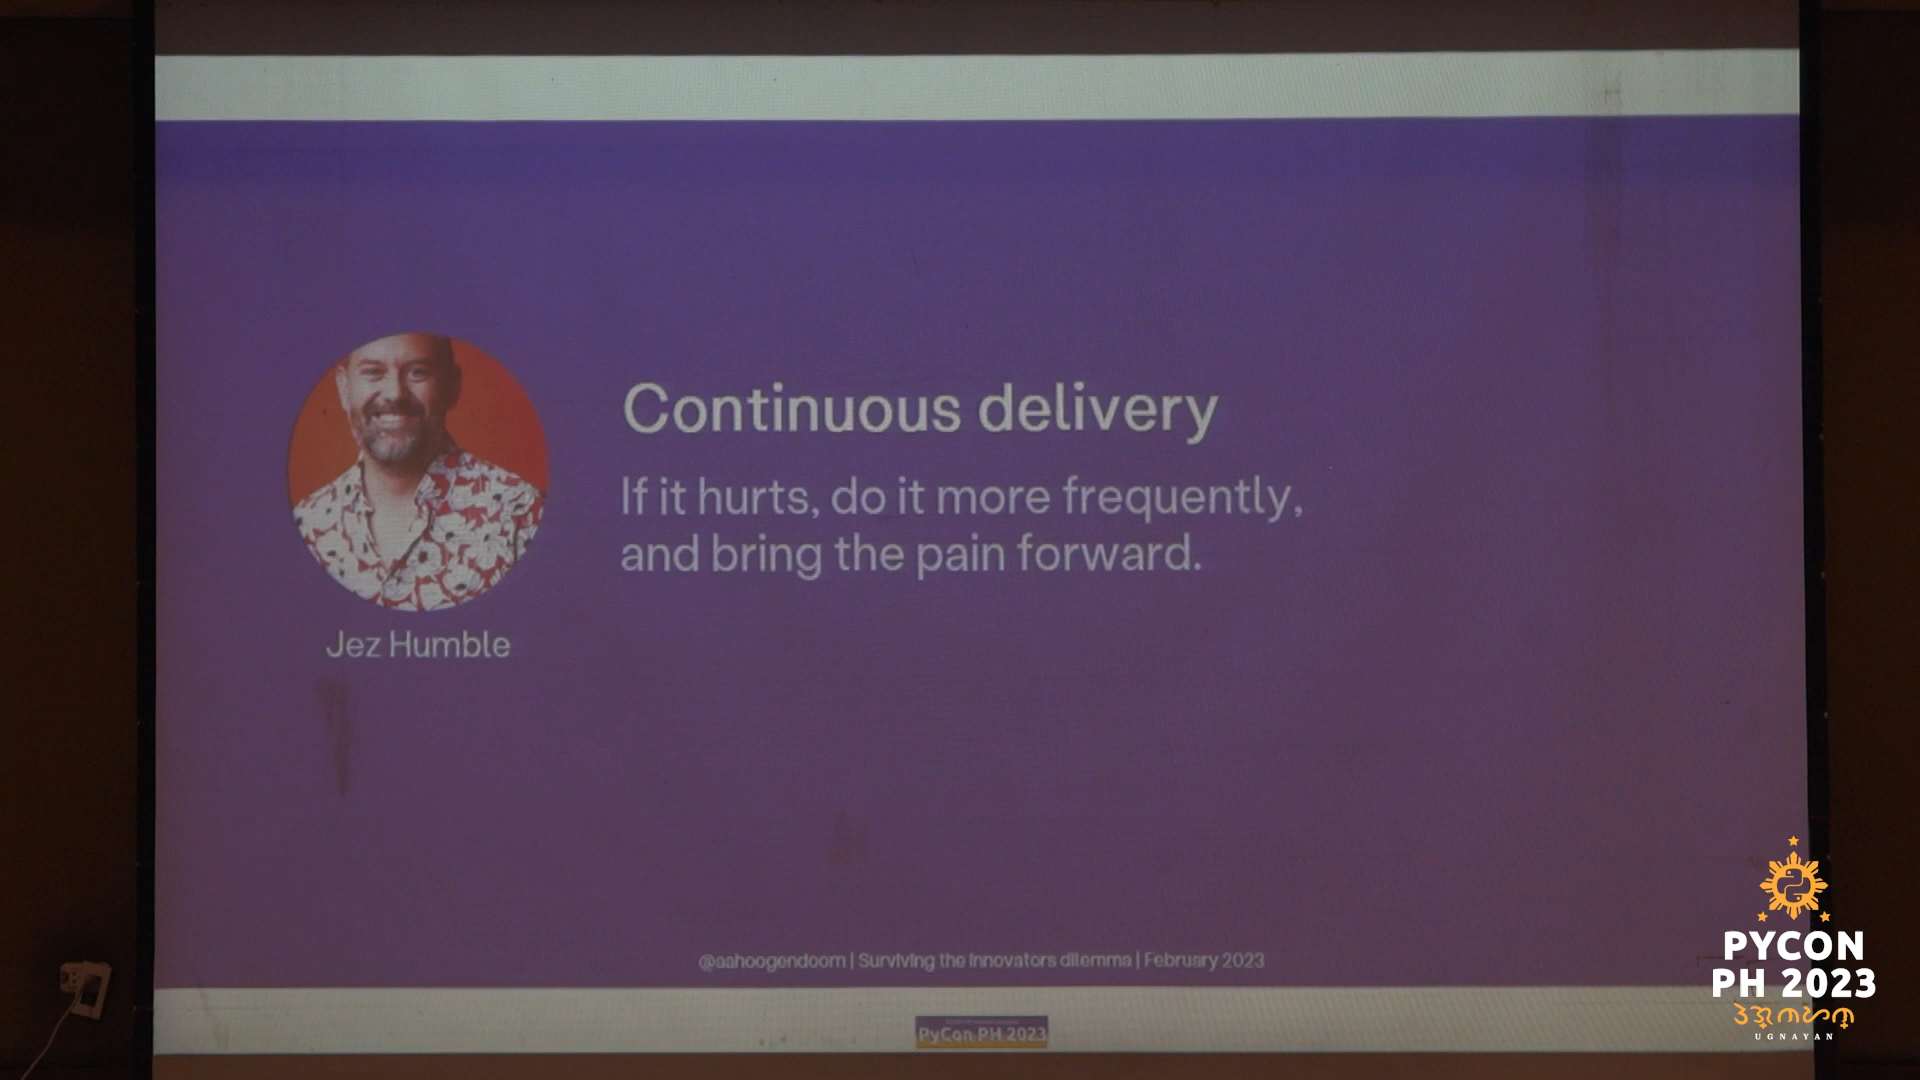 Continuous delivery
If it hurts, do it more frequently,
and bring the pain forward.
Jez Humble
@aahoogendoorn | Surviving the innovators dilemma | February 2023
PyCon PH 2023
PYCON
PH 2023
UGNAYAN